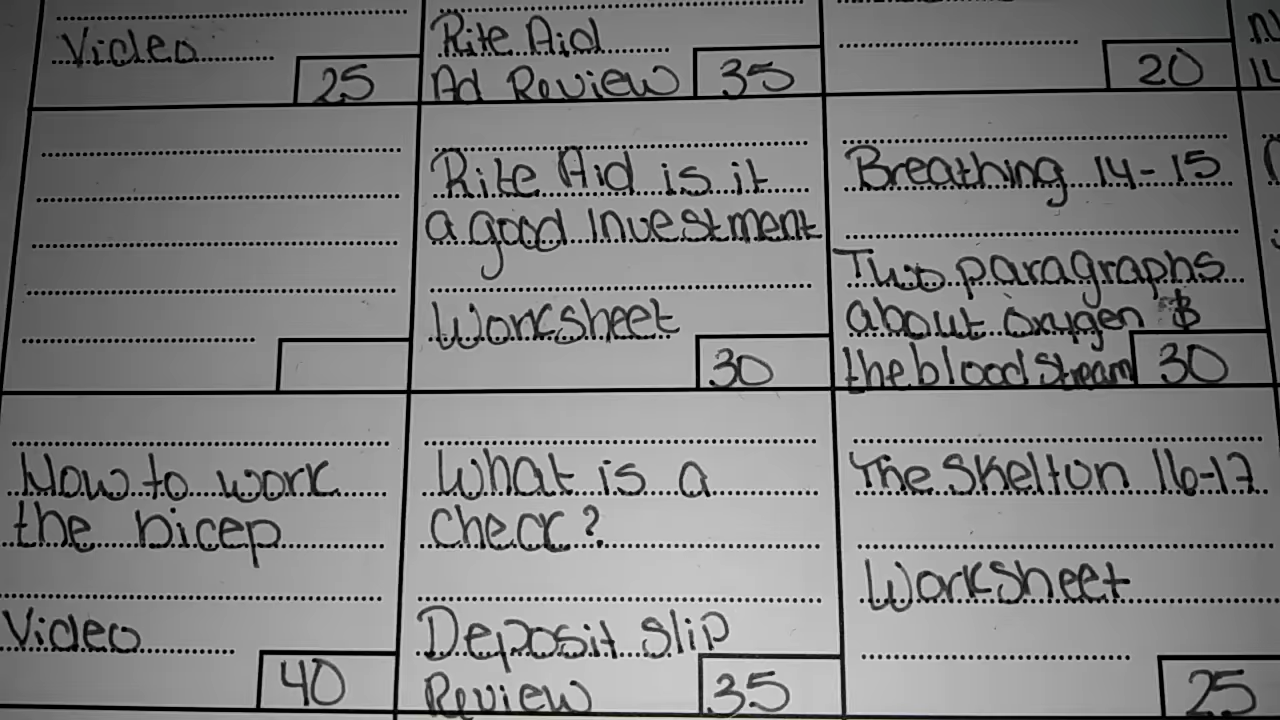 Video
25
Rite Aid
Ad Review
35
20
Rite Aid is it
a good investment
Worksheet
30
Breathing 14-15
Two paragraphs
about oxygen &
the bloodstream
30
How to work
the bicep
Video
40
What is a
check?
Deposit slip
Review
35
The Skelton 16-17
Worksheet
25